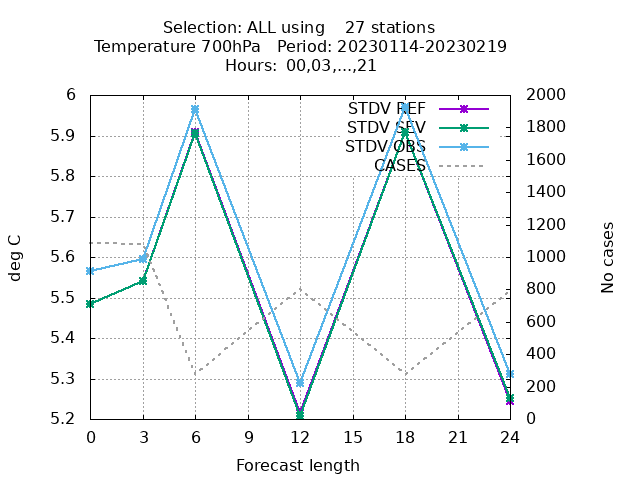 Selection: ALL using    27 stations
Temperature 700hPa   Period: 20230114-20230219
Hours: 00,03,...,21
STDV REF
STDV SEV
STDV OBS
CASES
6
5.9
5.8
5.7
5.6
5.5
5.4
5.3
5.2
2000
1800
1600
1400
1200
1000
800
600
400
200
0
deg C
No cases
0 3 6 9 12 15 18 21 24
Forecast length